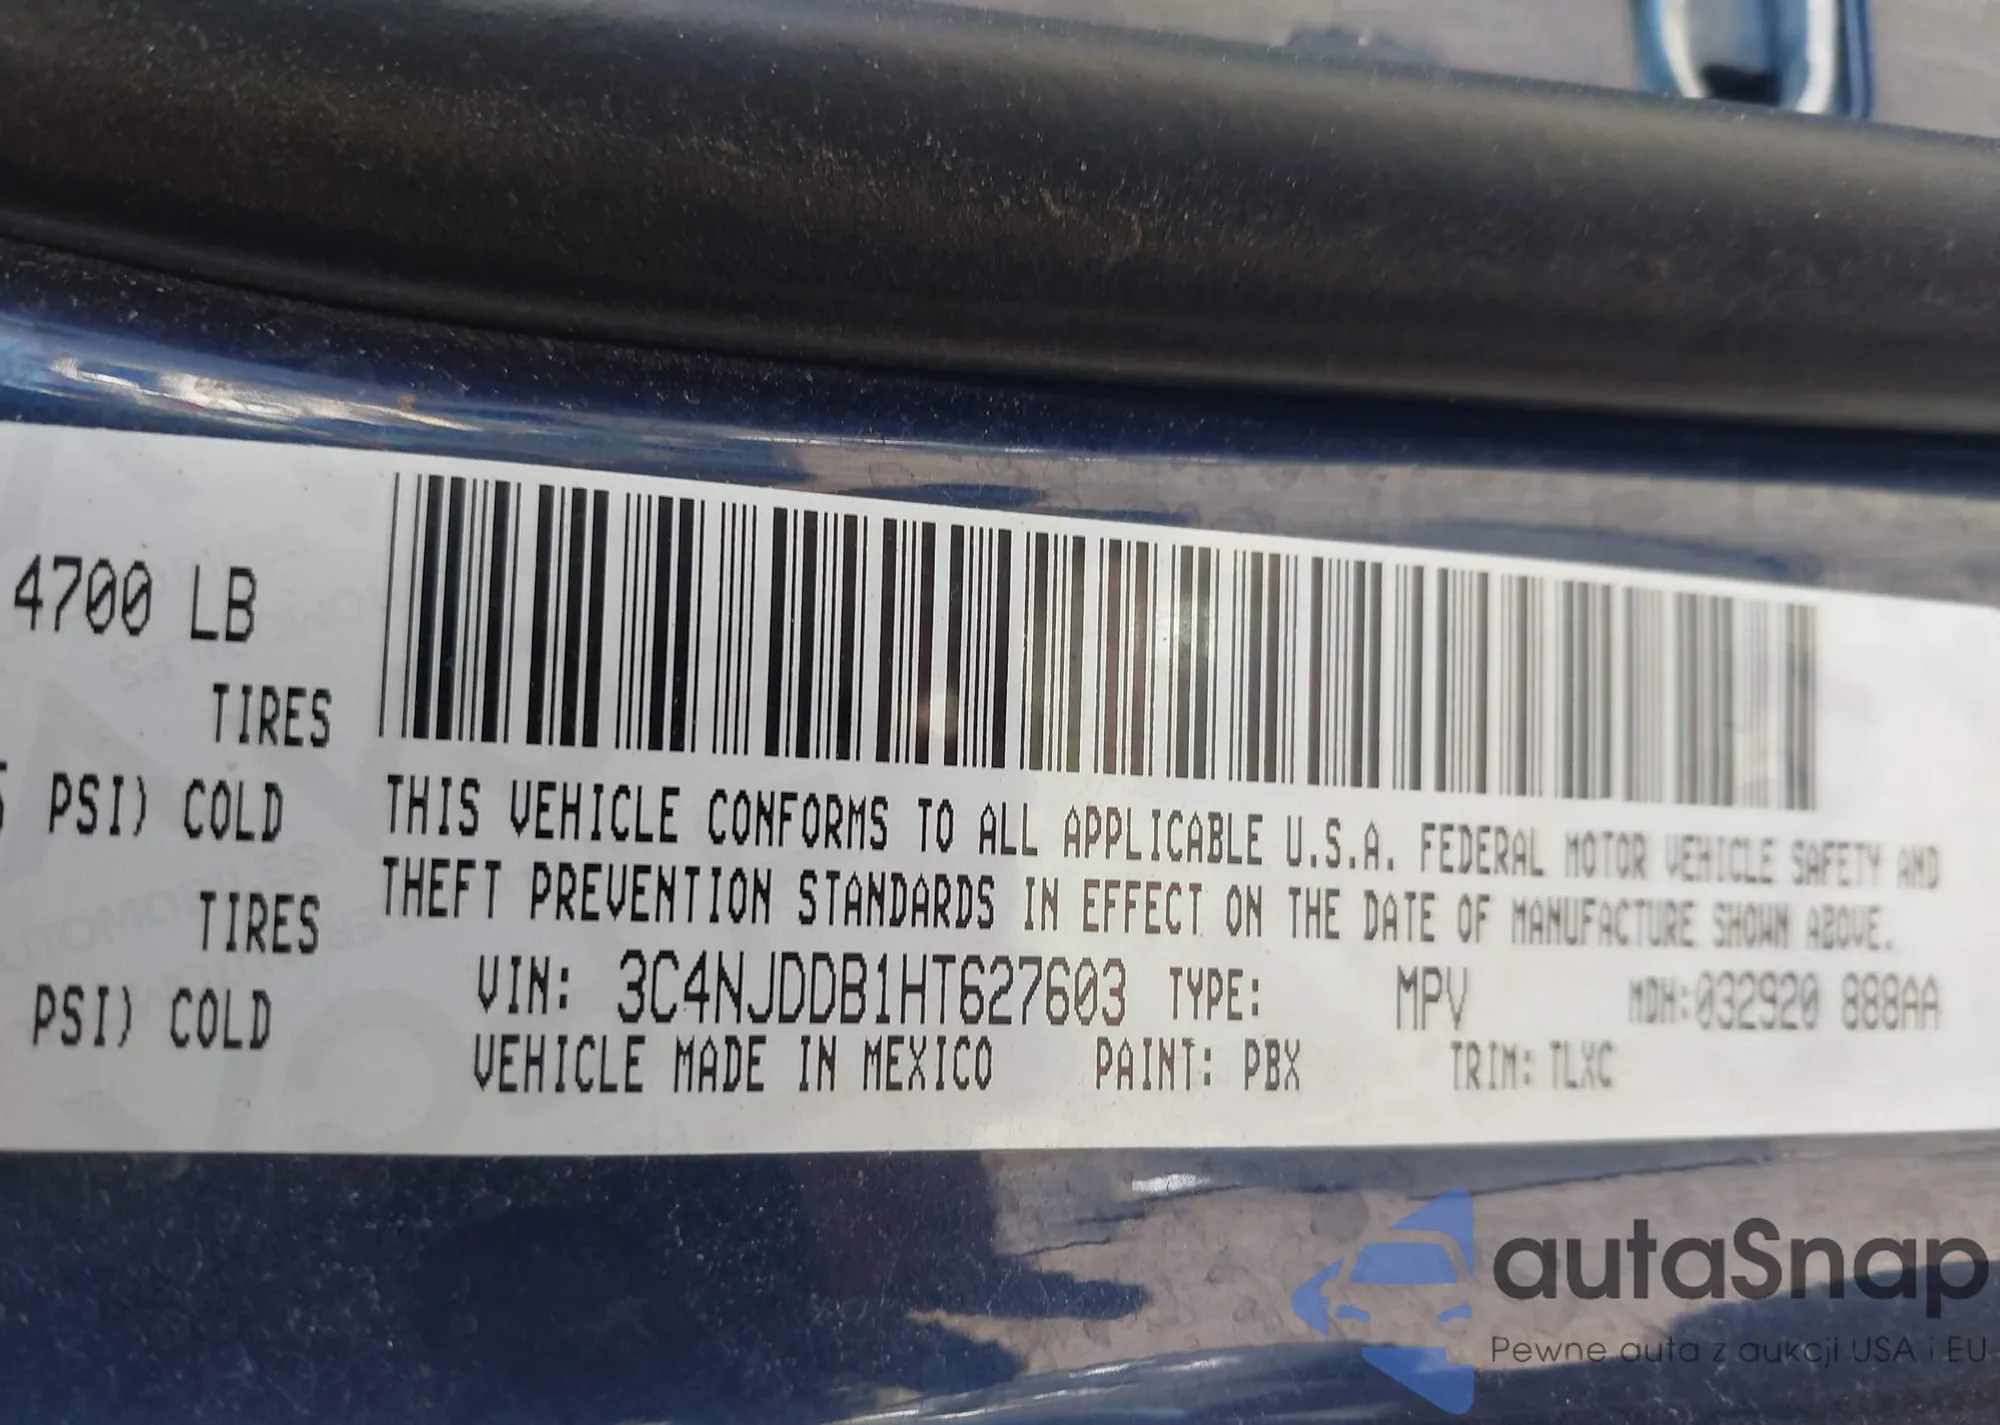 4700 LB
TIRES
PSI) COLD
TIRES
PSI) COLD
THIS VEHICLE CONFORMS TO ALL APPLICABLE U.S.A. FEDERAL MOTOR VEHICLE SAFETY AND
THEFT PREVENTION STANDARDS IN EFFECT ON THE DATE OF MANUFACTURE SHOWN ABOVE.
VIN: 3C4NJDDB1HT627603 TYPE: MPV MDH:032920 888AA
VEHICLE MADE IN MEXICO PAINT: PBX TRIM: TLXC
autaSnap
Pewne auta z aukcji USA i EU